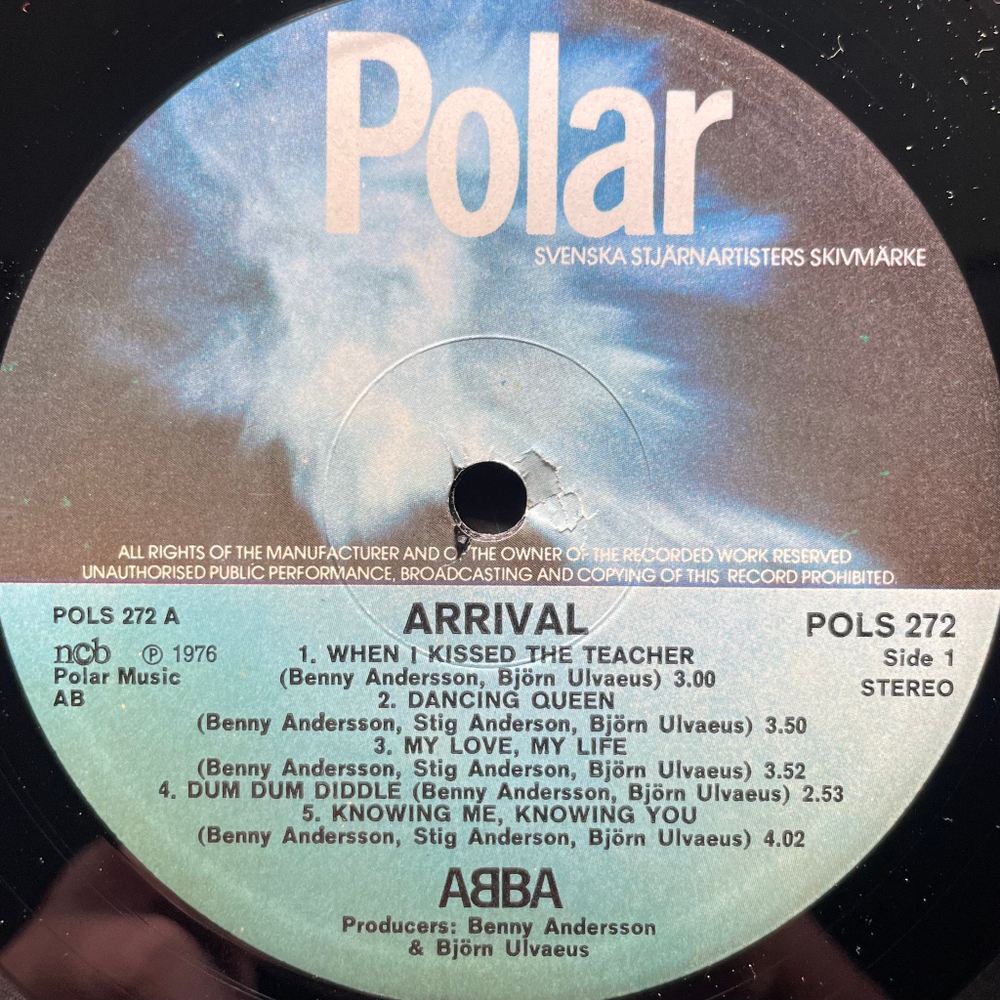 Polar
SVENSKA STJÄRNARTISTERS SKIVMÄRKE
ALL RIGHTS OF THE MANUFACTURER AND OF THE OWNER OF THE RECORDED WORK RESERVED
UNAUTHORISED PUBLIC PERFORMANCE, BROADCASTING AND COPYING OF THIS RECORD PROHIBITED.
POLS 272 A
ncb ℗ 1976
Polar Music
AB
ARRIVAL
POLS 272
Side 1
STEREO
1. WHEN I KISSED THE TEACHER
(Benny Andersson, Björn Ulvaeus) 3.00
2. DANCING QUEEN
(Benny Andersson, Stig Anderson, Björn Ulvaeus) 3.50
3. MY LOVE, MY LIFE
(Benny Andersson, Stig Anderson, Björn Ulvaeus) 3.52
4. DUM DUM DIDDLE (Benny Andersson, Björn Ulvaeus) 2.53
5. KNOWING ME, KNOWING YOU
(Benny Andersson, Stig Anderson, Björn Ulvaeus) 4.02
ABBA
Producers: Benny Andersson
& Björn Ulvaeus